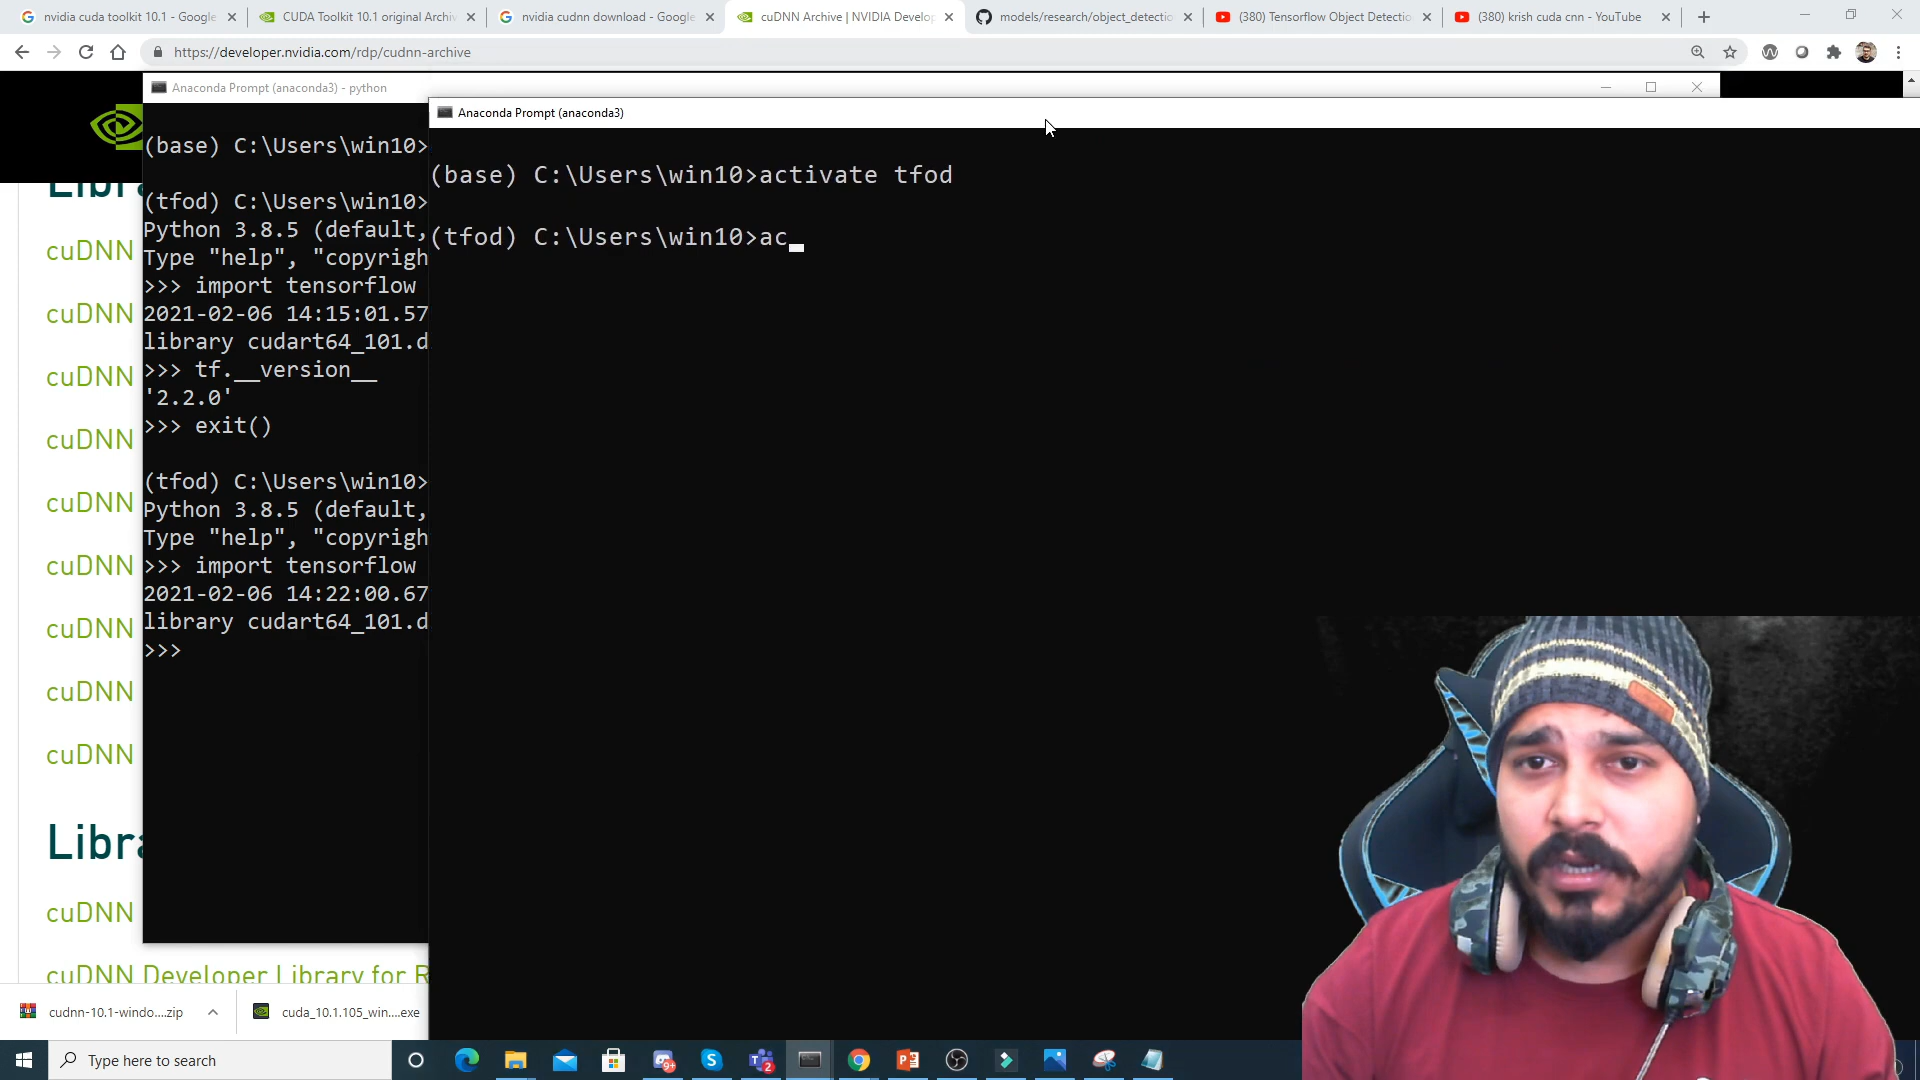 nvidia cuda toolkit 10.1 - Google
CUDA Toolkit 10.1 original Archiv
nvidia cudnn download - Google
cuDNN Archive | NVIDIA Develop
models/research/object_detectio
(380) Tensorflow Object Detectio
(380) krish cuda cnn - YouTube
https://developer.nvidia.com/rdp/cudnn-archive
Anaconda Prompt (anaconda3) - python
Anaconda Prompt (anaconda3)
(base) C:\Users\win10>
(base) C:\Users\win10>activate tfod
(tfod) C:\Users\win10>
(tfod) C:\Users\win10>ac
Python 3.8.5 (default,
Type "help", "copyrigh
>>> import tensorflow
2021-02-06 14:15:01.57
library cudart64_101.d
>>> tf.__version__
'2.2.0'
>>> exit()
(tfod) C:\Users\win10>
Python 3.8.5 (default,
Type "help", "copyrigh
>>> import tensorflow
2021-02-06 14:22:00.67
library cudart64_101.d
>>>
cuDNN
cuDNN
cuDNN
cuDNN
cuDNN
cuDNN
cuDNN
cuDNN
cuDNN
Libra
cuDNN
cuDNN Developer Library for R
cudnn-10.1-windo....zip
cuda_10.1.105_win....exe
Type here to search
9+
2